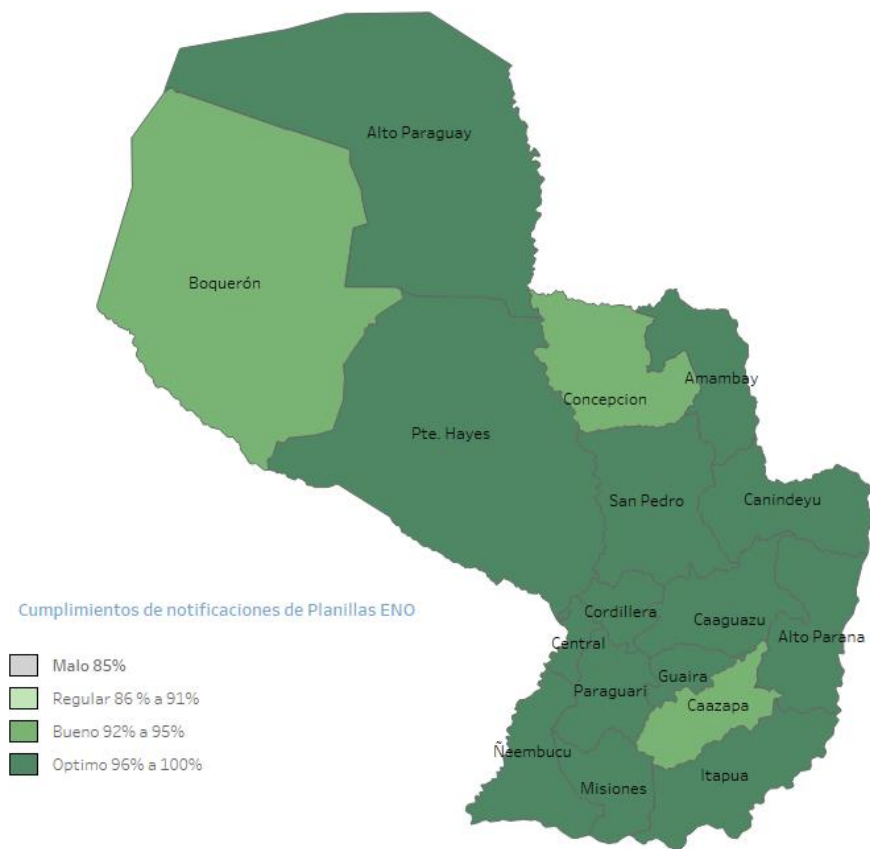 Alto Paraguay
Boquerón
Amambay
Concepcion
Pte. Hayes
San Pedro
Canindeyu
Cumplimientos de notificaciones de Planillas ENO
Cordillera
Caaguazu
Alto Parana
Central
Malo 85%
Guaira
Paraguari
Regular 86 % a 91%
Caazapa
Bueno 92% a 95%
Ñeembucu
Optimo 96% a 100%
Itapua
Misiones